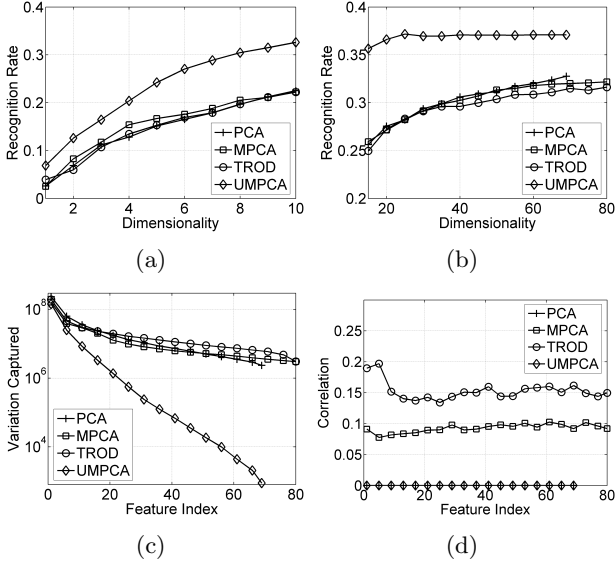 0.4
0.3
0.2
0.1
0
2
4
6
8
10
Recognition Rate
Dimensionality
PCA
MPCA
TROD
UMPCA
(a)
0.4
0.35
0.3
0.25
0.2
20
40
60
80
Recognition Rate
Dimensionality
PCA
MPCA
TROD
UMPCA
(b)
10^8
10^6
10^4
0
20
40
60
80
Variation Captured
Feature Index
PCA
MPCA
TROD
UMPCA
(c)
0.25
0.2
0.15
0.1
0.05
0
0
20
40
60
80
Correlation
Feature Index
PCA
MPCA
TROD
UMPCA
(d)